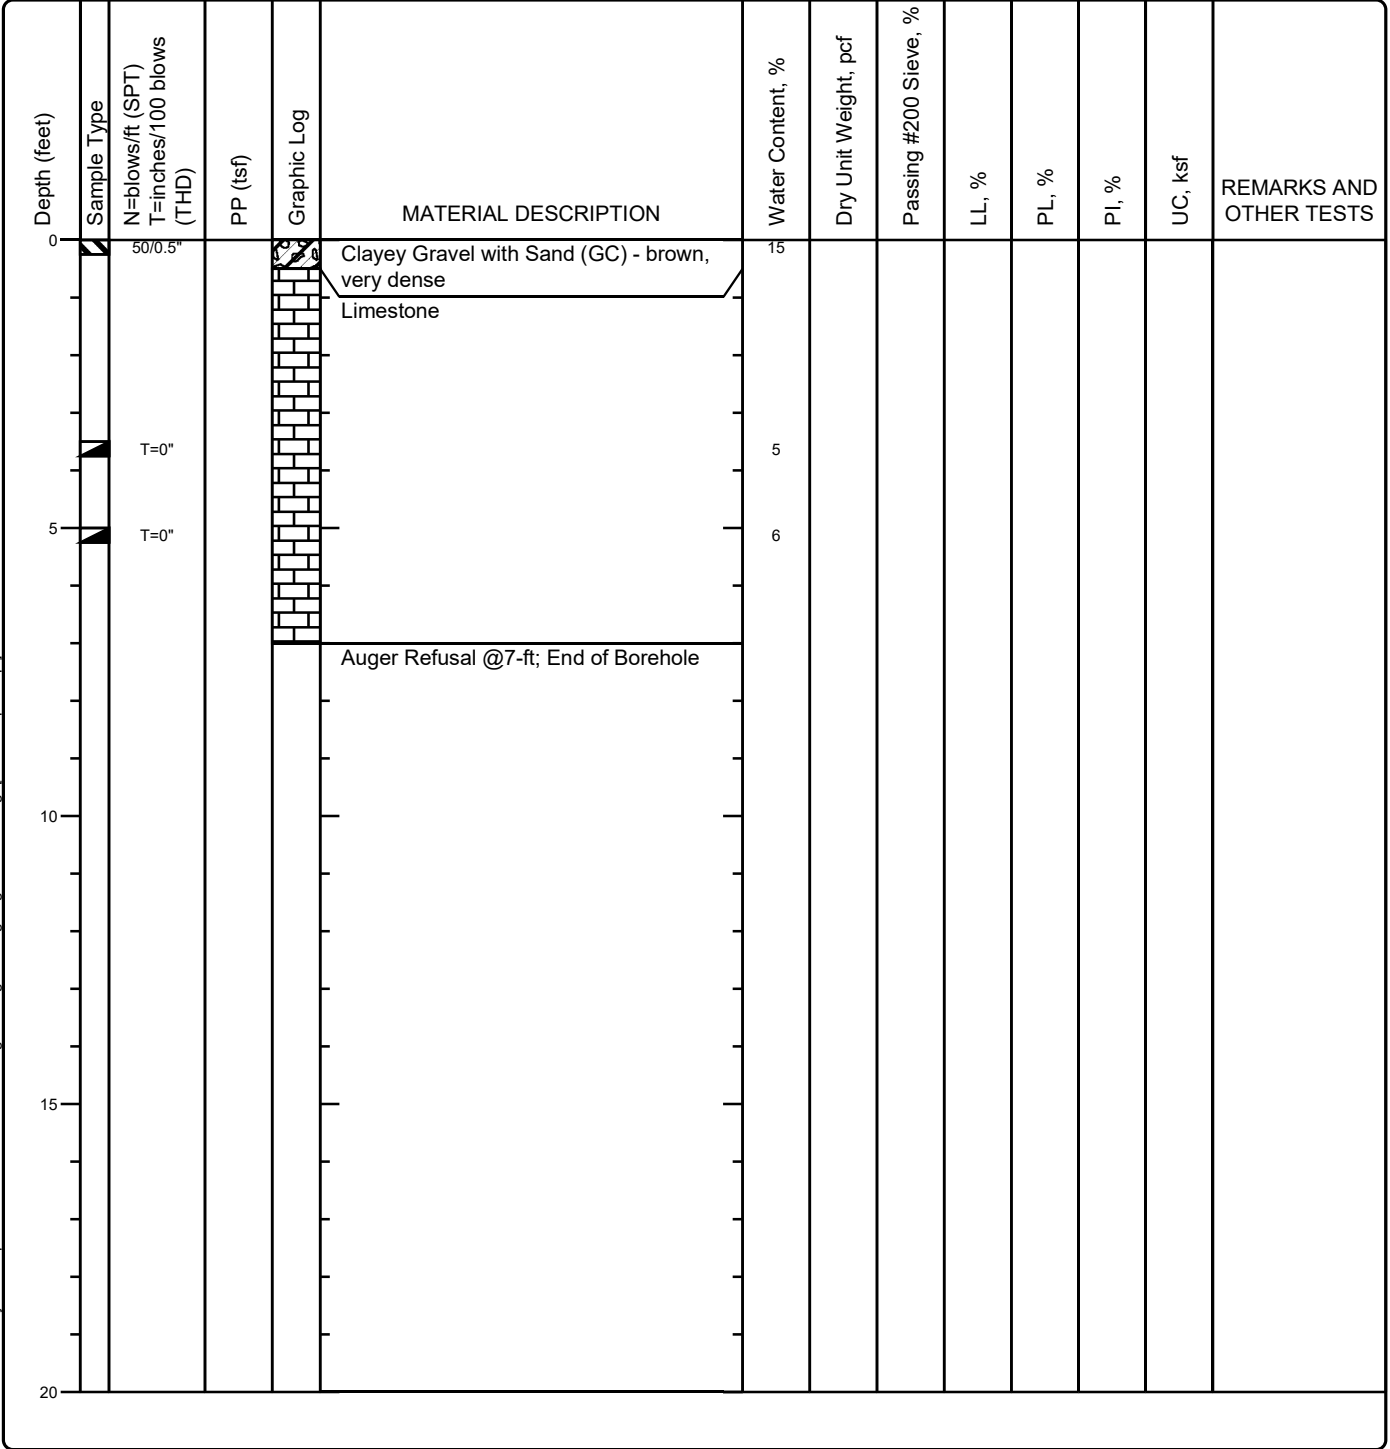 Depth (feet)
Sample Type
N=blows/ft (SPT)
T=inches/100 blows
(THD)
PP (tsf)
Graphic Log
MATERIAL DESCRIPTION
Water Content, %
Dry Unit Weight, pcf
Passing #200 Sieve, %
LL, %
PL, %
PI, %
UC, ksf
REMARKS AND
OTHER TESTS
0
50/0.5"
Clayey Gravel with Sand (GC) - brown,
very dense
15
Limestone
T=0"
5
5
T=0"
6
Auger Refusal @7-ft; End of Borehole
10
15
20